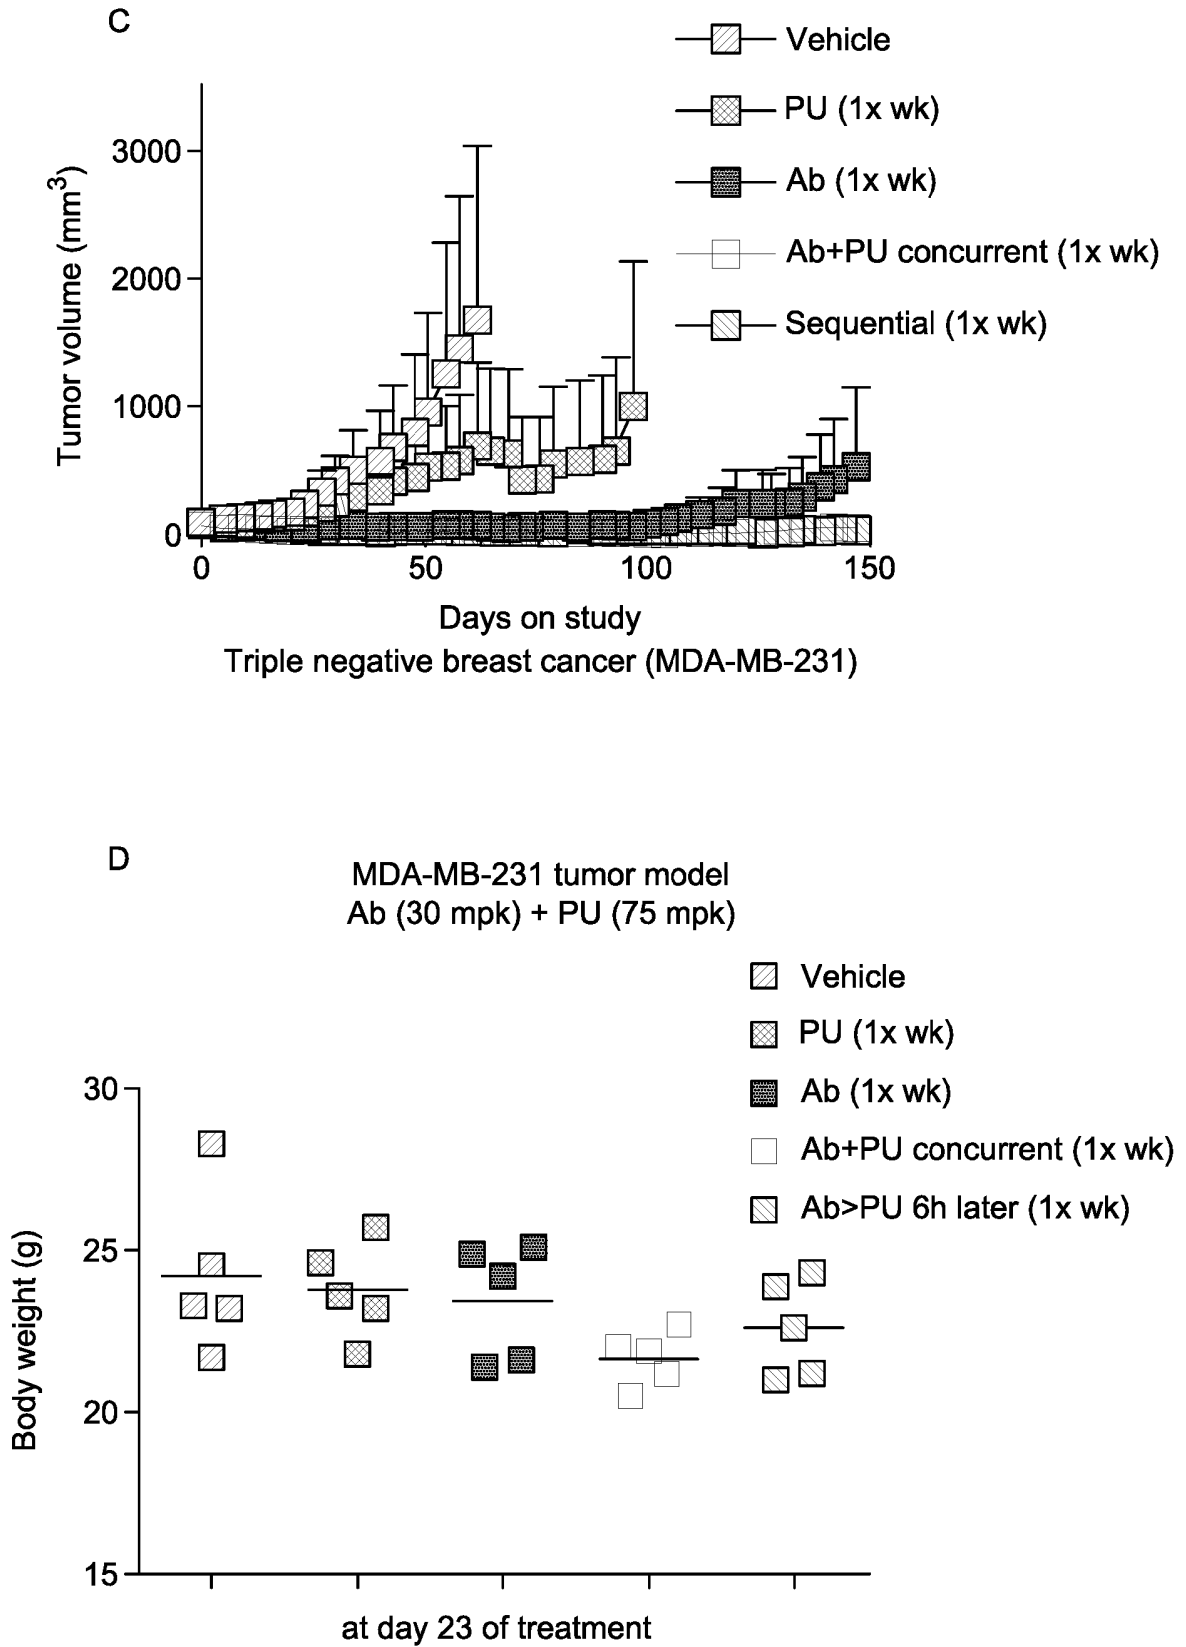 C
Vehicle
PU (1x wk)
Ab (1x wk)
Ab+PU concurrent (1x wk)
Sequential (1x wk)
Tumor volume (mm³)
3000
2000
1000
0
0 50 100 150
Days on study
Triple negative breast cancer (MDA-MB-231)
D
MDA-MB-231 tumor model
Ab (30 mpk) + PU (75 mpk)
Vehicle
PU (1x wk)
Ab (1x wk)
Ab+PU concurrent (1x wk)
Ab>PU 6h later (1x wk)
Body weight (g)
30
25
20
15
at day 23 of treatment